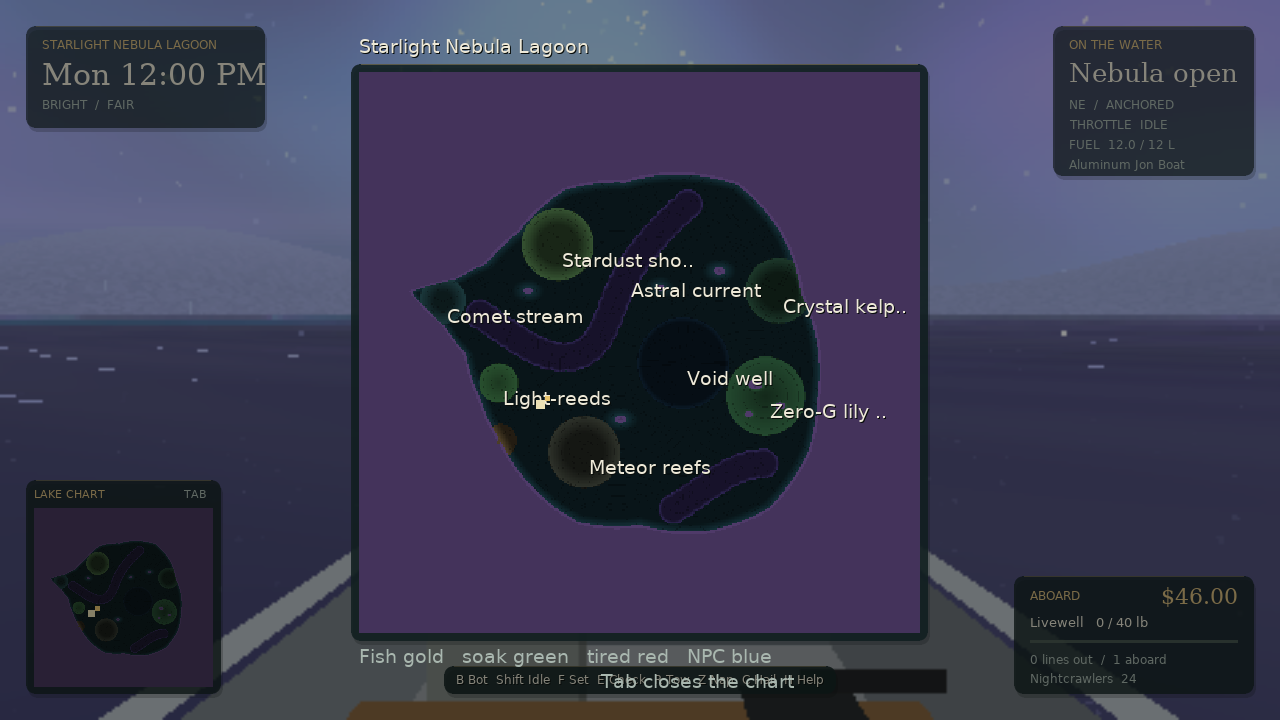 STARLIGHT NEBULA LAGOON
Mon 12:00 PM
BRIGHT / FAIR
Starlight Nebula Lagoon
ON THE WATER
Nebula open
NE / ANCHORED
THROTTLE IDLE
FUEL 12.0 / 12 L
Aluminum Jon Boat
Stardust sho..
Astral current
Crystal kelp..
Comet stream
Void well
Light-reeds
Zero-G lily ..
Meteor reefs
LAKE CHART TAB
ABOARD $46.00
Livewell 0 / 40 lb
0 lines out / 1 aboard
Nightcrawlers 24
Fish gold soak green tired red NPC blue
B Bot Shift Idle F Set Help
Tab closes the chart